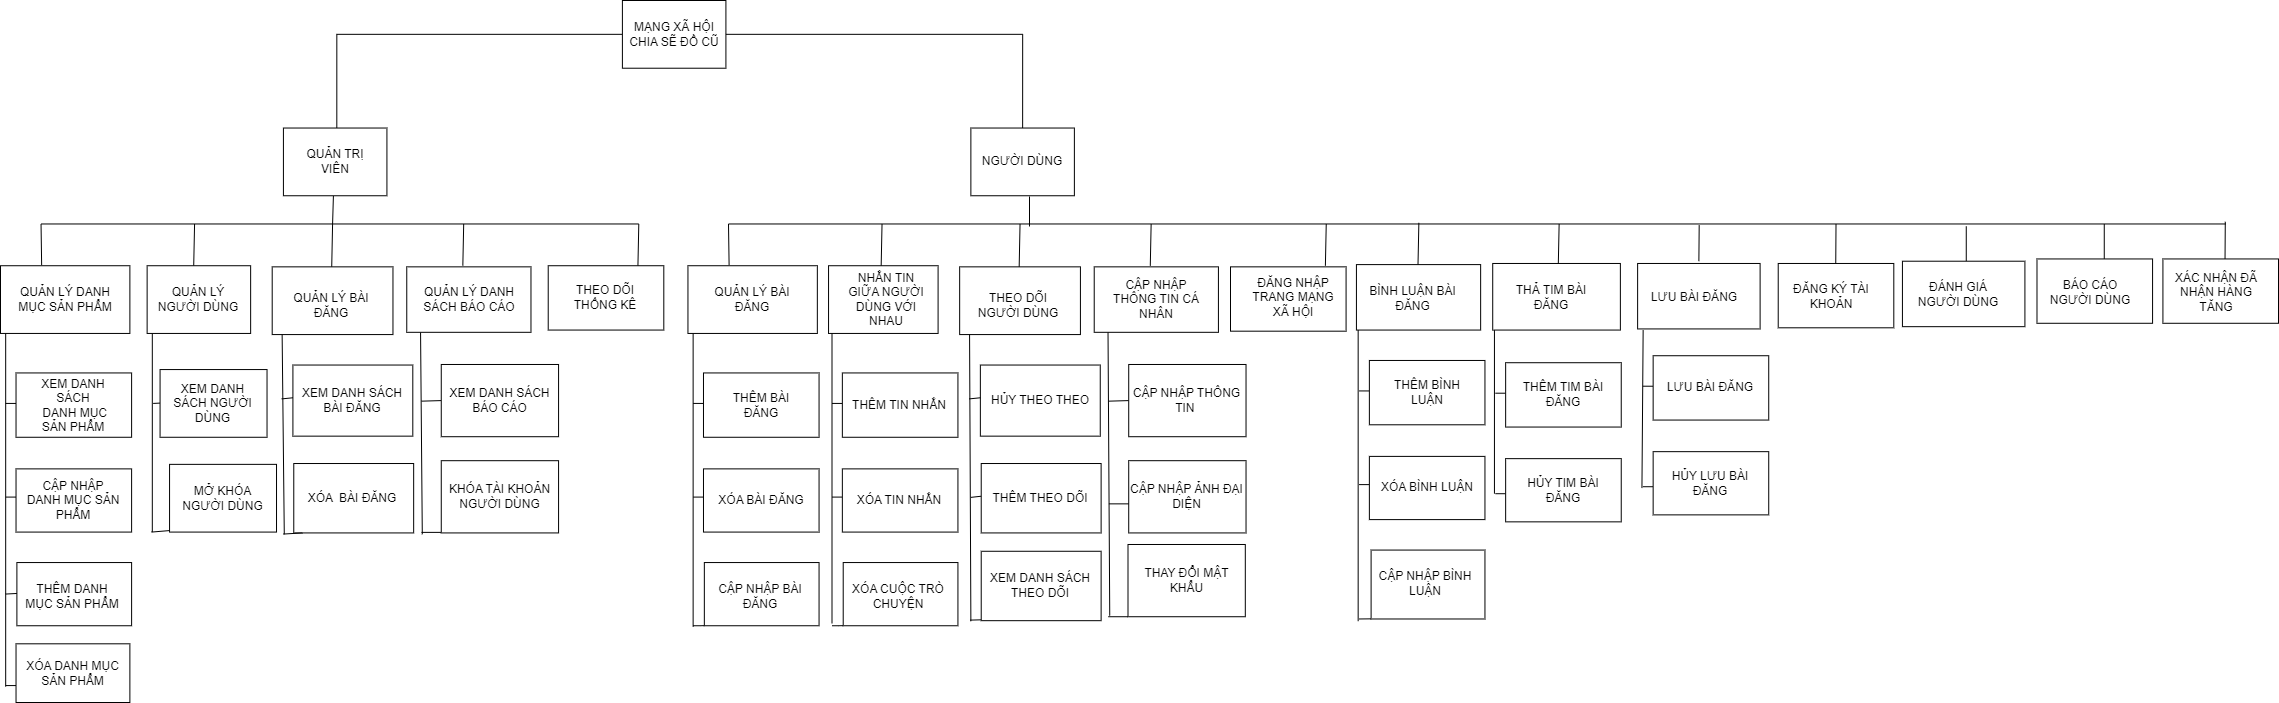 MẠNG XÃ HỘI
CHIA SẼ ĐỒ CŨ
QUẢN TRỊ
VIÊN
NGƯỜI DÙNG
QUẢN LÝ DANH
MỤC SẢN PHẨM
QUẢN LÝ
NGƯỜI DÙNG
QUẢN LÝ BÀI
ĐĂNG
QUẢN LÝ DANH
SÁCH BÁO CÁO
THEO DÕI
THỐNG KÊ
QUẢN LÝ BÀI
ĐĂNG
NHẮN TIN
GIỮA NGƯỜI
DÙNG VỚI
NHAU
THEO DÕI
NGƯỜI DÙNG
CẬP NHẬP
THÔNG TIN CÁ
NHÂN
ĐĂNG NHẬP
TRANG MẠNG
XÃ HỘI
BÌNH LUẬN BÀI
ĐĂNG
THẢ TIM BÀI
ĐĂNG
LƯU BÀI ĐĂNG
ĐĂNG KÝ TÀI
KHOẢN
ĐÁNH GIÁ
NGƯỜI DÙNG
BÁO CÁO
NGƯỜI DÙNG
XÁC NHẬN ĐÃ
NHẬN HÀNG
TẶNG
XEM DANH
SÁCH
DANH MỤC
SẢN PHẨM
CẬP NHẬP
DANH MỤC SẢN
PHẨM
THÊM DANH
MỤC SẢN PHẨM
XÓA DANH MỤC
SẢN PHẨM
XEM DANH
SÁCH NGƯỜI
DÙNG
MỞ KHÓA
NGƯỜI DÙNG
XEM DANH SÁCH
BÀI ĐĂNG
XÓA  BÀI ĐĂNG
XEM DANH SÁCH
BÁO CÁO
KHÓA TÀI KHOẢN
NGƯỜI DÙNG
THÊM BÀI
ĐĂNG
XÓA BÀI ĐĂNG
CẬP NHẬP BÀI
ĐĂNG
THÊM TIN NHẮN
XÓA TIN NHẮN
XÓA CUỘC TRÒ
CHUYỆN
HỦY THEO THEO
THÊM THEO DÕI
XEM DANH SÁCH
THEO DÕI
CẬP NHẬP THÔNG
TIN
CẬP NHẬP ẢNH ĐẠI
DIỆN
THAY ĐỔI MẬT
KHẨU
THÊM BÌNH
LUẬN
XÓA BÌNH LUẬN
CẬP NHẬP BÌNH
LUẬN
THÊM TIM BÀI
ĐĂNG
HỦY TIM BÀI
ĐĂNG
LƯU BÀI ĐĂNG
HỦY LƯU BÀI
ĐĂNG